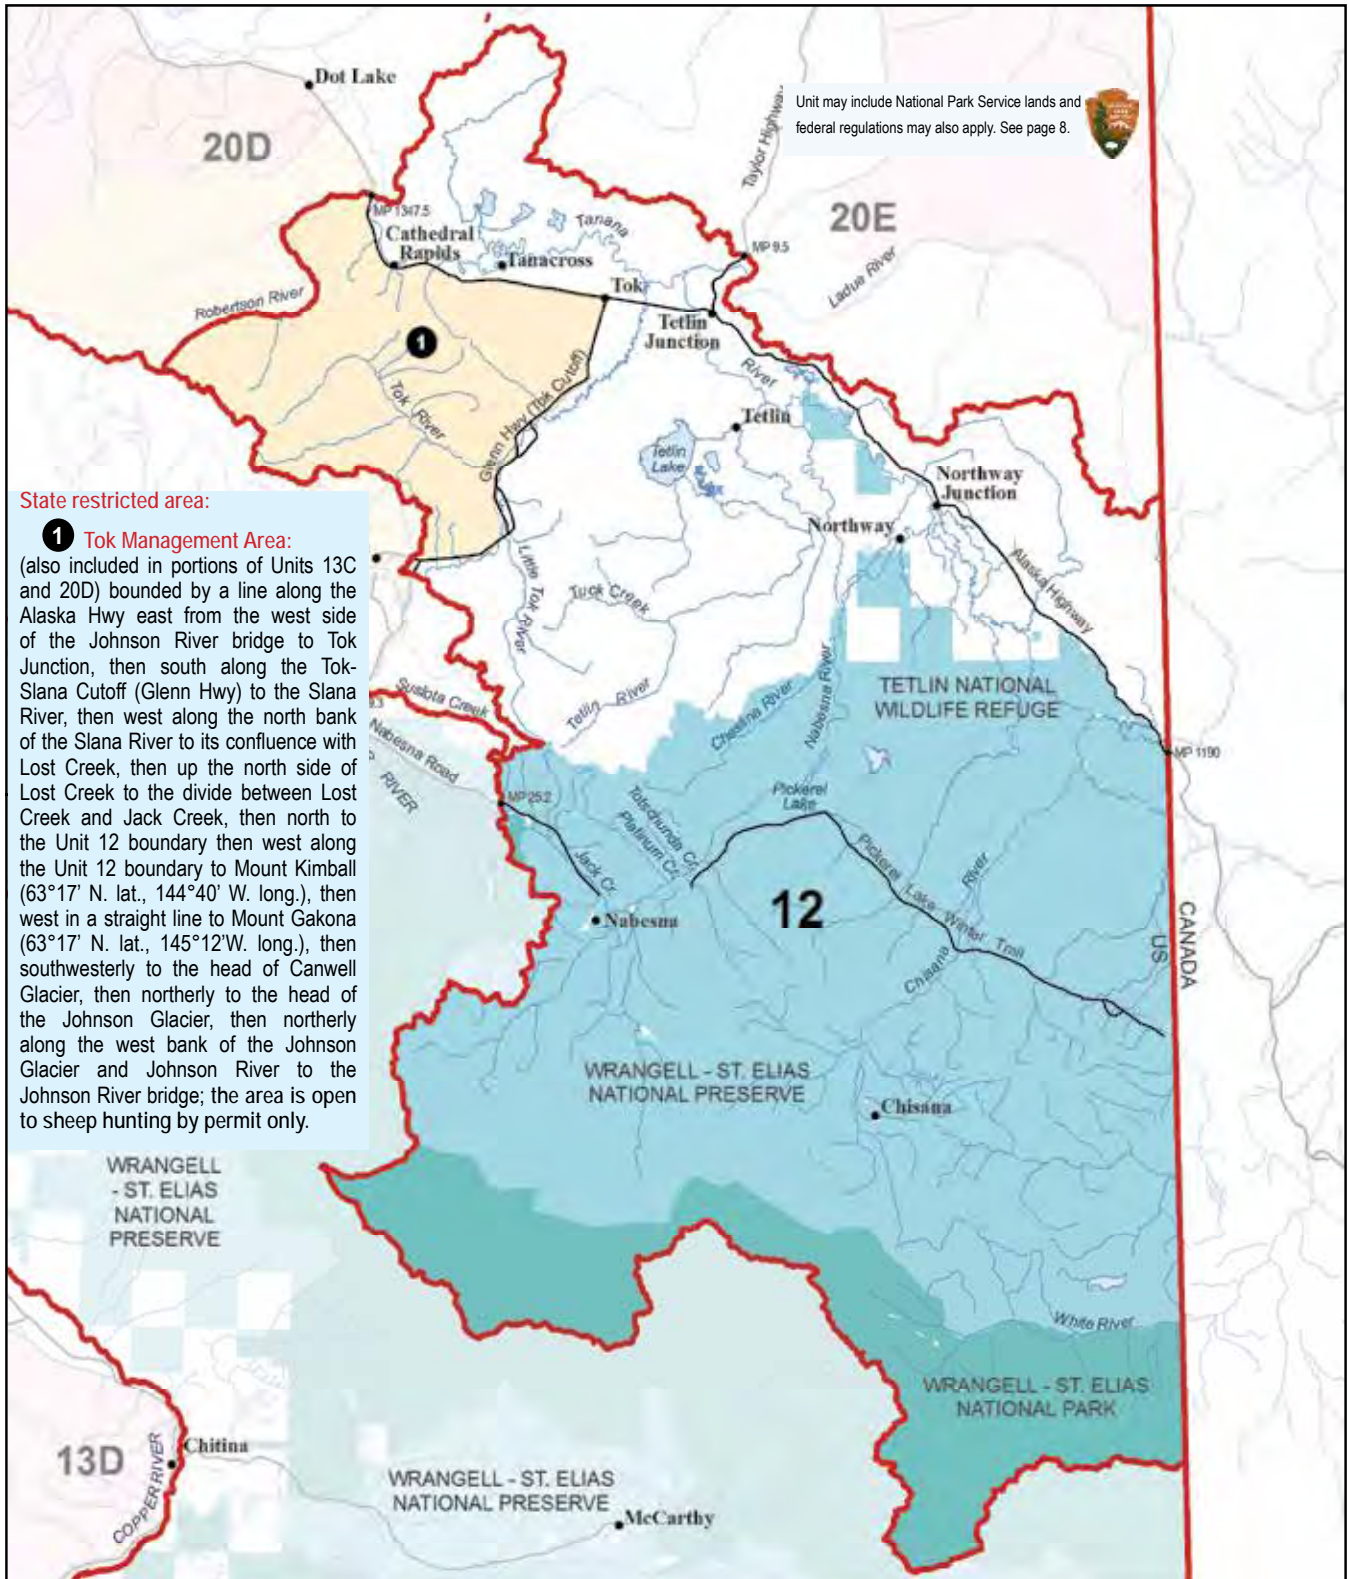 Dot Lake
Unit may include National Park Service lands and
federal regulations may also apply. See page 8.
20D
Taylor Highway
MP 1347.5
20E
Cathedral
Rapids
Tanana
Tanacross
MP 9.5
Ladue River
Robertson River
Tok
Tetlin
Junction
1
River
Tok River
Glenn Hwy (Tok Cutoff)
Tetlin
Tetlin
Lake
Northway
Junction
Northway
Alaska Highway
State restricted area:
1 Tok Management Area:
(also included in portions of Units 13C
and 20D) bounded by a line along the
Alaska Hwy east from the west side
of the Johnson River bridge to Tok
Junction, then south along the Tok-
Slana Cutoff (Glenn Hwy) to the Slana
River, then west along the north bank
of the Slana River to its confluence with
Lost Creek, then up the north side of
Lost Creek to the divide between Lost
Creek and Jack Creek, then north to
the Unit 12 boundary then west along
the Unit 12 boundary to Mount Kimball
(63°17' N. lat., 144°40' W. long.), then
west in a straight line to Mount Gakona
(63°17' N. lat., 145°12'W. long.), then
southwesterly to the head of Canwell
Glacier, then northerly to the head of
the Johnson Glacier, then northerly
along the west bank of the Johnson
Glacier and Johnson River to the
Johnson River bridge; the area is open
to sheep hunting by permit only.
Little Tok River
Tuck Creek
Tetlin River
Suslota Creek
Nabesna Road
RIVER
Cheslina River
Nabesna River
TETLIN NATIONAL
WILDLIFE REFUGE
MP 1190
MP 25.2
Totschunda Cr.
Platinum Cr.
Pickerel
Lake
Jack Cr.
Pickerel Lake Winter Trail
Nabesna
12
Chisana River
CANADA
US
WRANGELL - ST. ELIAS
NATIONAL PRESERVE
Chisana
WRANGELL
- ST. ELIAS
NATIONAL
PRESERVE
White River
WRANGELL - ST. ELIAS
NATIONAL PARK
13D
COPPER RIVER
Chitina
WRANGELL - ST. ELIAS
NATIONAL PRESERVE
McCarthy